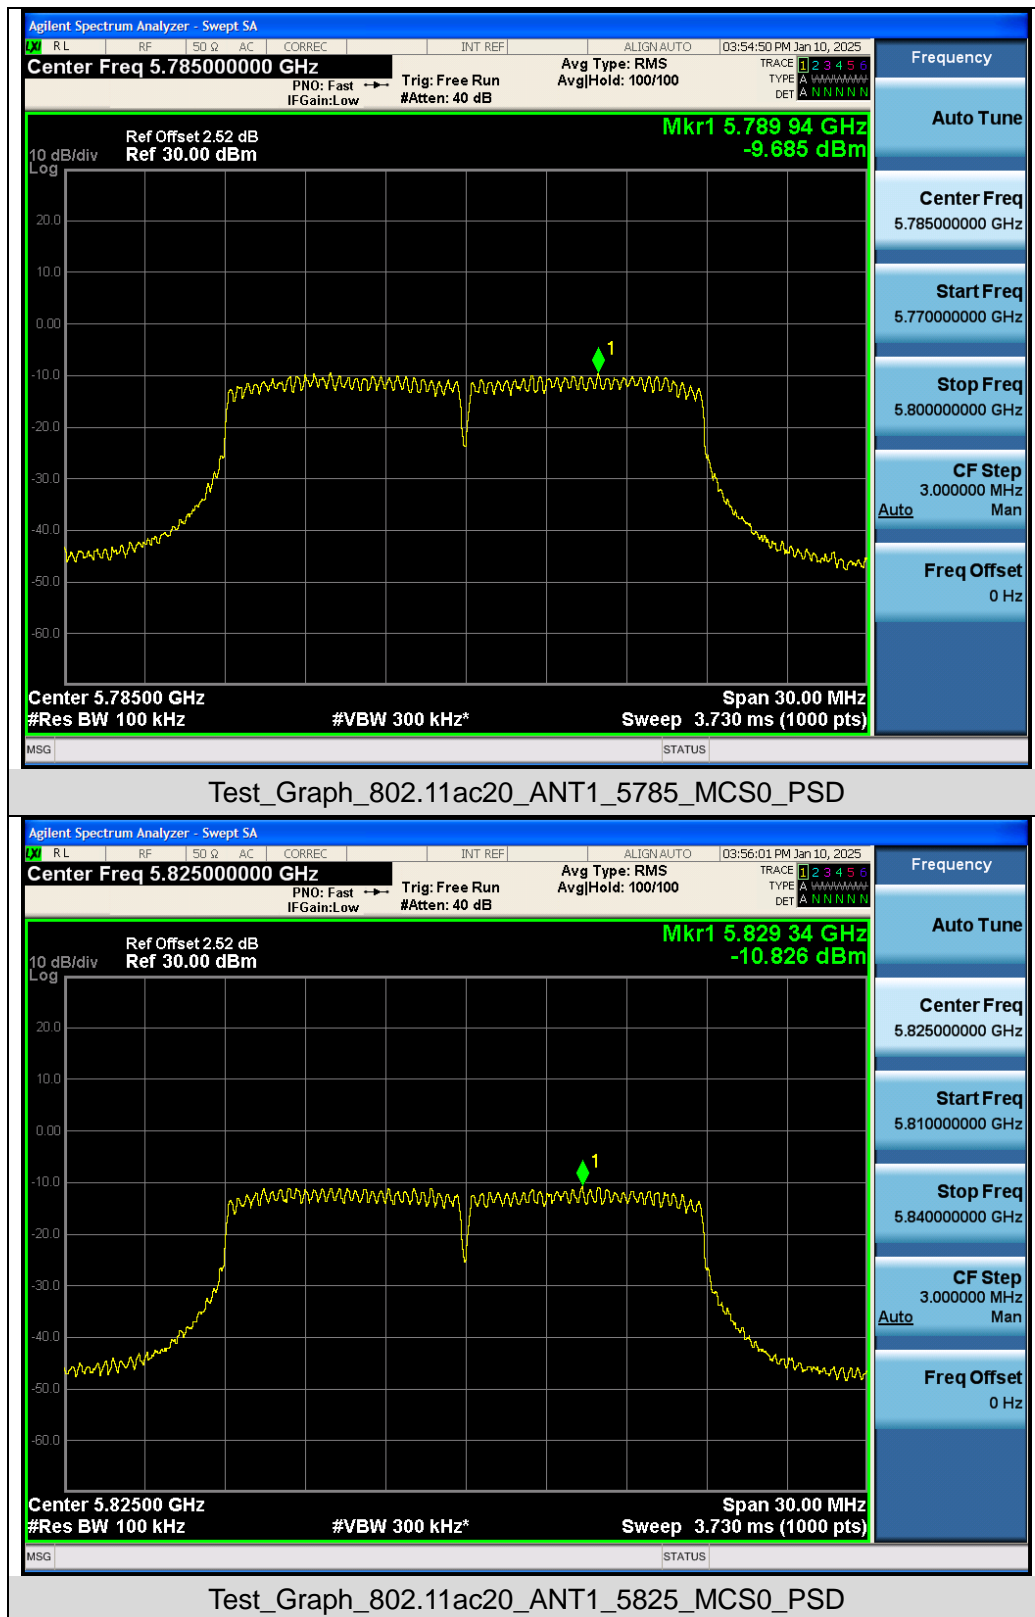 Agilent Spectrum Analyzer - Swept SA
LXI RL RF 50 Ω AC CORREC INT REF ALIGN AUTO 03:54:50 PM Jan 10, 2025
Center Freq 5.785000000 GHz
PNO: Fast
IFGain:Low
Trig: Free Run
#Atten: 40 dB
Avg Type: RMS
Avg|Hold: 100/100
TRACE 1 2 3 4 5 6
TYPE A WWWWW
DET A N N N N N
Mkr1 5.789 94 GHz
-9.685 dBm
Ref Offset 2.52 dB
10 dB/div Ref 30.00 dBm
Log
20.0
10.0
0.00
1
-10.0
-20.0
-30.0
-40.0
-50.0
-60.0
Center 5.78500 GHz Span 30.00 MHz
#Res BW 100 kHz #VBW 300 kHz* Sweep 3.730 ms (1000 pts)
MSG STATUS
Frequency
Auto Tune
Center Freq
5.785000000 GHz
Start Freq
5.770000000 GHz
Stop Freq
5.800000000 GHz
CF Step
3.000000 MHz
Auto Man
Freq Offset
0 Hz
Test_Graph_802.11ac20_ANT1_5785_MCS0_PSD
Agilent Spectrum Analyzer - Swept SA
LXI RL RF 50 Ω AC CORREC INT REF ALIGN AUTO 03:56:01 PM Jan 10, 2025
Center Freq 5.825000000 GHz
PNO: Fast
IFGain:Low
Trig: Free Run
#Atten: 40 dB
Avg Type: RMS
Avg|Hold: 100/100
TRACE 1 2 3 4 5 6
TYPE A WWWWW
DET A N N N N N
Mkr1 5.829 34 GHz
-10.826 dBm
Ref Offset 2.52 dB
10 dB/div Ref 30.00 dBm
Log
20.0
10.0
0.00
1
-10.0
-20.0
-30.0
-40.0
-50.0
-60.0
Center 5.82500 GHz Span 30.00 MHz
#Res BW 100 kHz #VBW 300 kHz* Sweep 3.730 ms (1000 pts)
MSG STATUS
Frequency
Auto Tune
Center Freq
5.825000000 GHz
Start Freq
5.810000000 GHz
Stop Freq
5.840000000 GHz
CF Step
3.000000 MHz
Auto Man
Freq Offset
0 Hz
Test_Graph_802.11ac20_ANT1_5825_MCS0_PSD